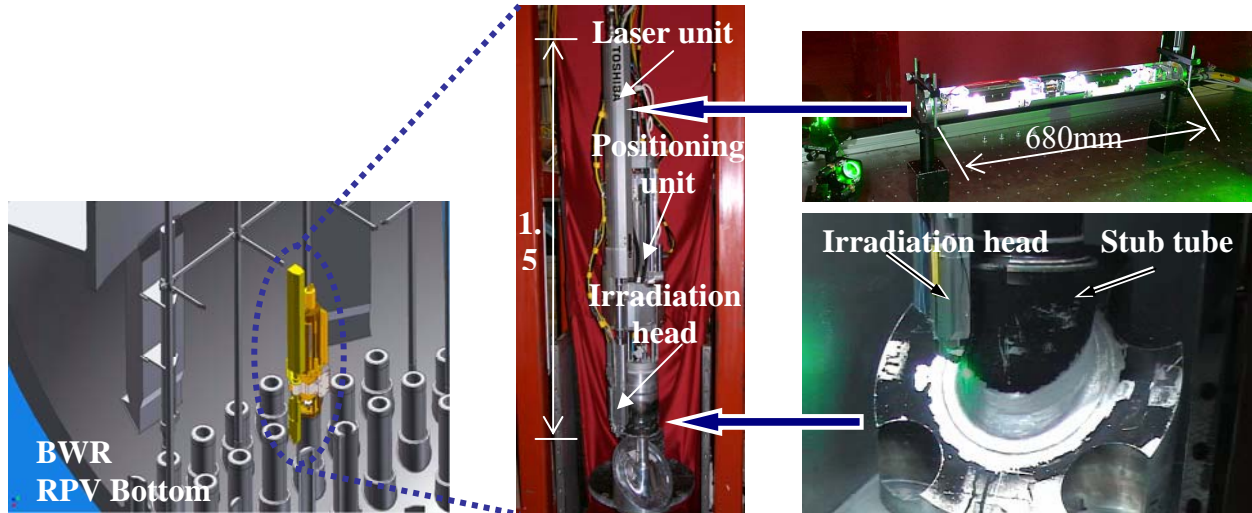 BWR
RPV Bottom
Laser unit
TOSHIBA
Positioning
unit
1.
5
Irradiation
head
680mm
Irradiation head
Stub tube